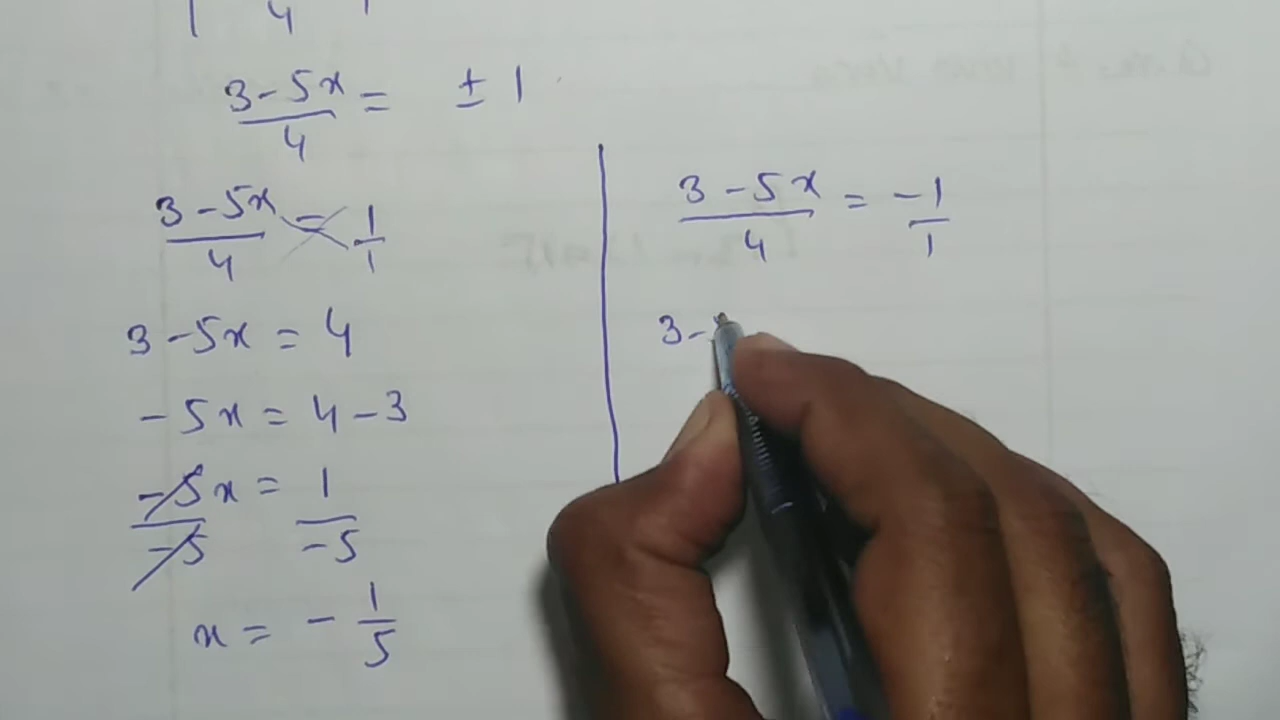 | 4 |
3 - 5x / 4 = ± 1
3 - 5x / 4 = 1 / 1
3 - 5x = 4
- 5x = 4 - 3
- 5x / - 5 = 1 / - 5
x = - 1 / 5
3 - 5x / 4 = - 1 / 1
3 -